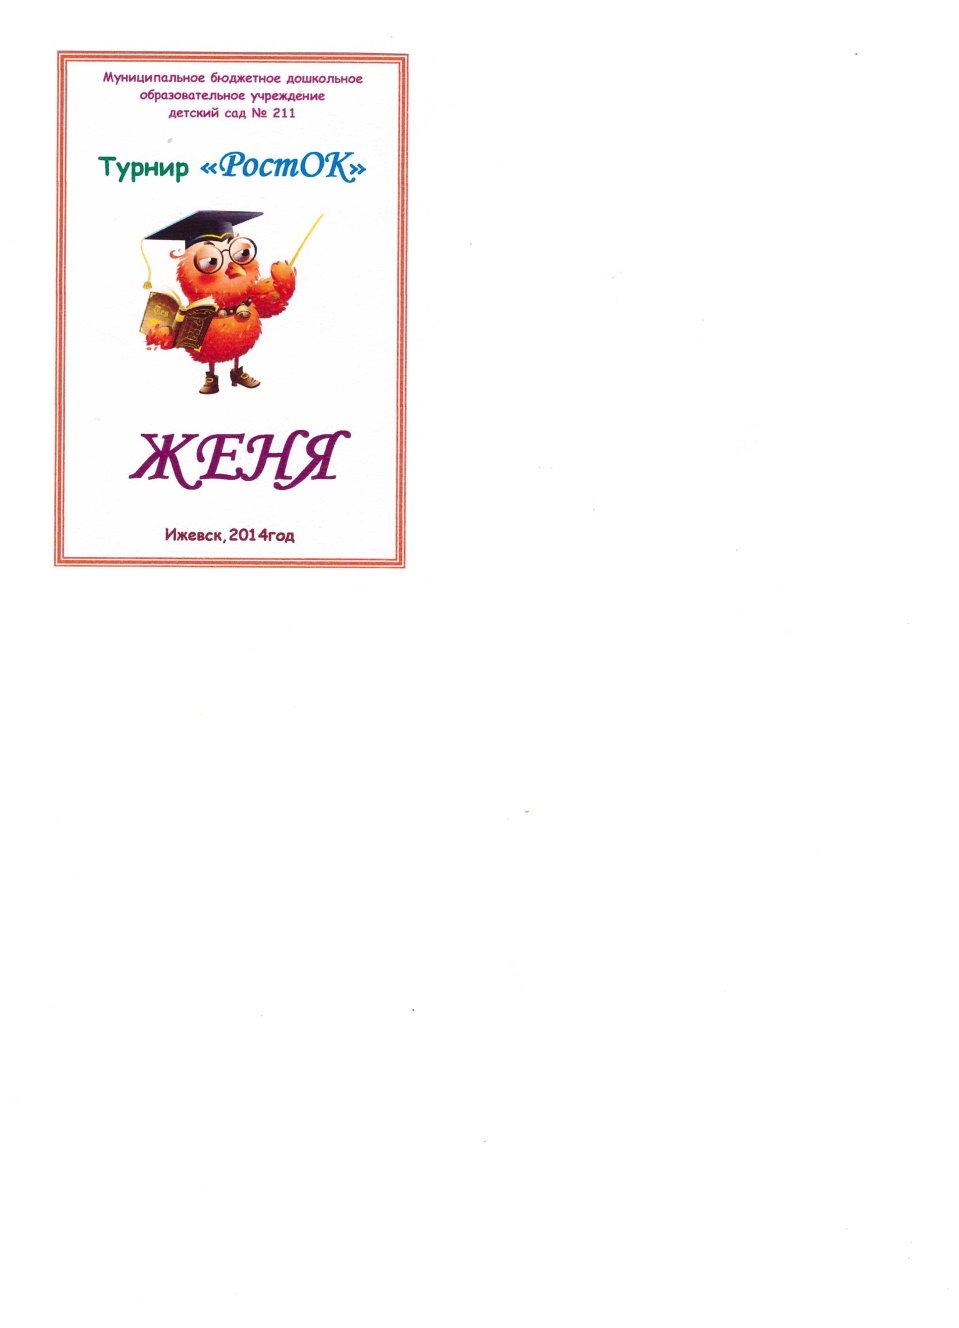 Муниципальное бюджетное дошкольное
образовательное учреждение
детский сад № 211
Турнир «РостОК»
ЖЕНЯ
Ижевск,2014год